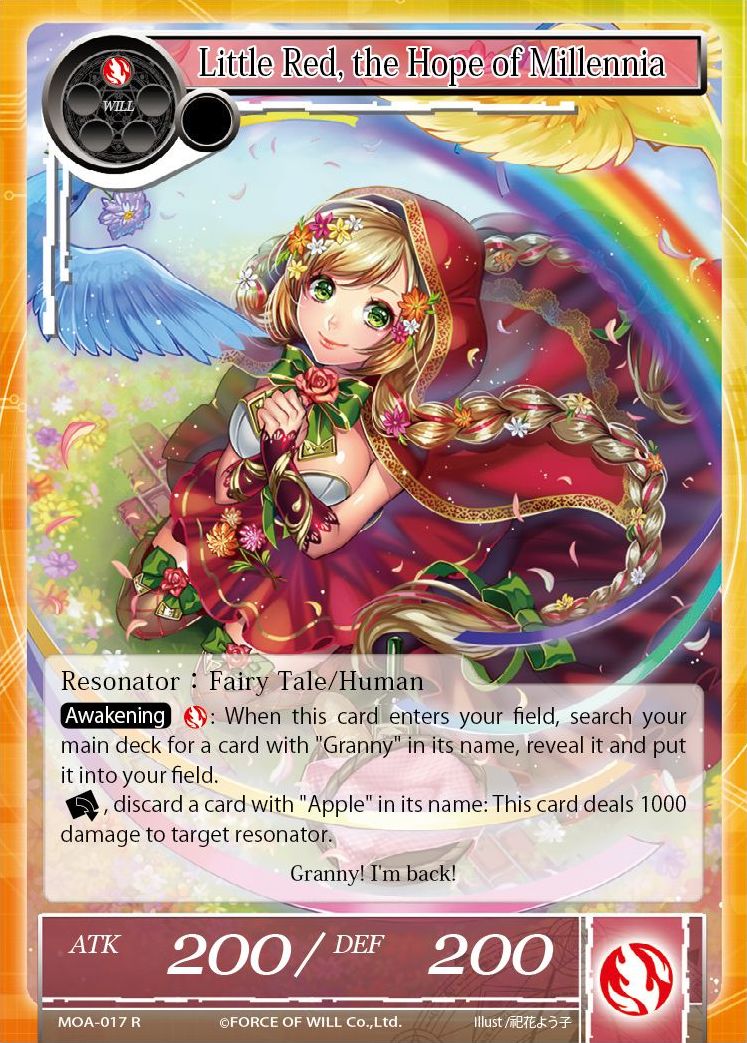 Little Red, the Hope of Millennia
WILL
Resonator : Fairy Tale/Human
Awakening : When this card enters your field, search your
main deck for a card with "Granny" in its name, reveal it and put
it into your field.
, discard a card with "Apple" in its name: This card deals 1000
damage to target resonator.
Granny! I'm back!
ATK 200 / DEF 200
MOA-017 R ©FORCE OF WILL Co.,Ltd. Illust/祀花よう子